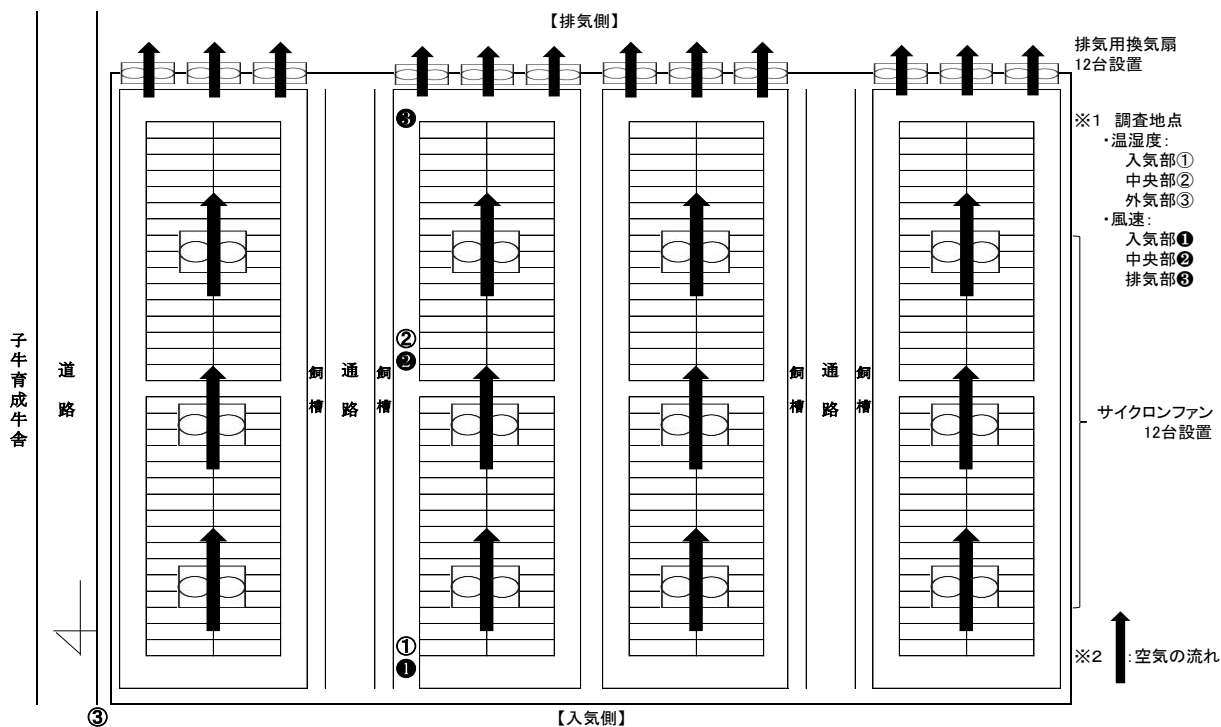 【排気側】
排気用換気扇
12台設置
❸
※1 調査地点
・温湿度:
入気部①
中央部②
外気部③
・風速:
入気部❶
中央部❷
排気部❸
②
❷
子牛育成牛舎
道路
飼槽
通路
飼槽
飼槽
通路
飼槽
サイクロンファン
12台設置
①
❶
※2 :空気の流れ
③
【入気側】